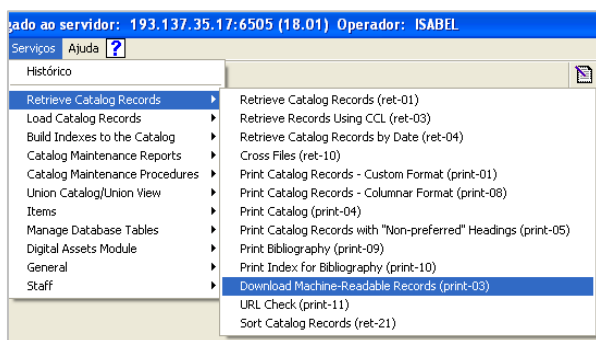 gado ao servidor: 193.137.35.17:6505 (18.01) Operador: ISABEL
Serviços Ajuda ?
Histórico
Retrieve Catalog Records
Load Catalog Records
Build Indexes to the Catalog
Catalog Maintenance Reports
Catalog Maintenance Procedures
Union Catalog/Union View
Items
Manage Database Tables
Digital Assets Module
General
Staff
Retrieve Catalog Records (ret-01)
Retrieve Records Using CCL (ret-03)
Retrieve Catalog Records by Date (ret-04)
Cross Files (ret-10)
Print Catalog Records - Custom Format (print-01)
Print Catalog Records - Columnar Format (print-08)
Print Catalog (print-04)
Print Catalog Records with "Non-preferred" Headings (print-05)
Print Bibliography (print-09)
Print Index for Bibliography (print-10)
Download Machine-Readable Records (print-03)
URL Check (print-11)
Sort Catalog Records (ret-21)